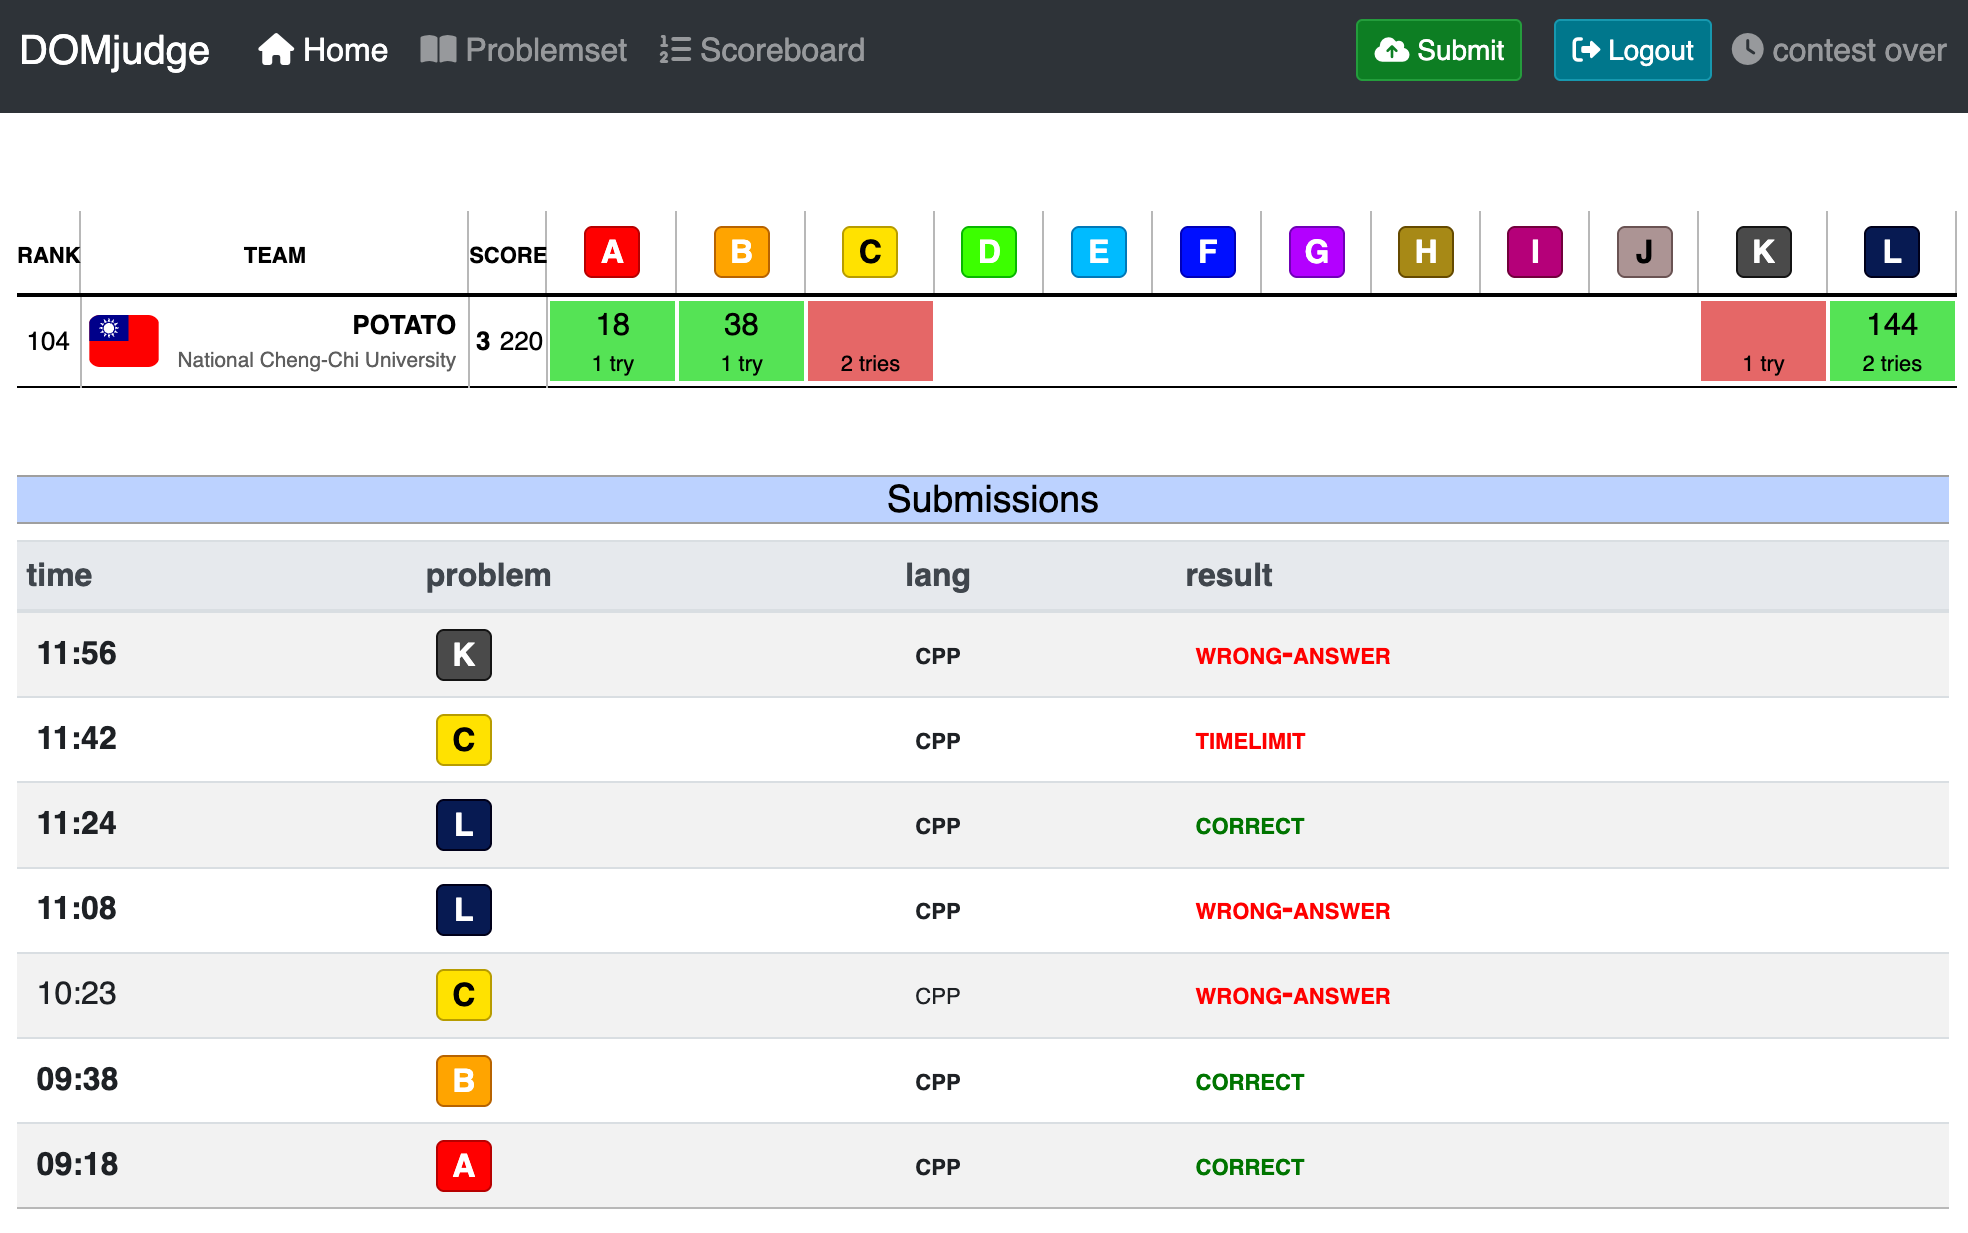 DOMjudge Home Problemset Scoreboard Submit Logout contest over
RANK TEAM SCORE A B C D E F G H I J K L
104 POTATO 3 220 18 38 144
National Cheng-Chi University 1 try 1 try 2 tries 1 try 2 tries
Submissions
time problem lang result
11:56 K CPP WRONG-ANSWER
11:42 C CPP TIMELIMIT
11:24 L CPP CORRECT
11:08 L CPP WRONG-ANSWER
10:23 C CPP WRONG-ANSWER
09:38 B CPP CORRECT
09:18 A CPP CORRECT